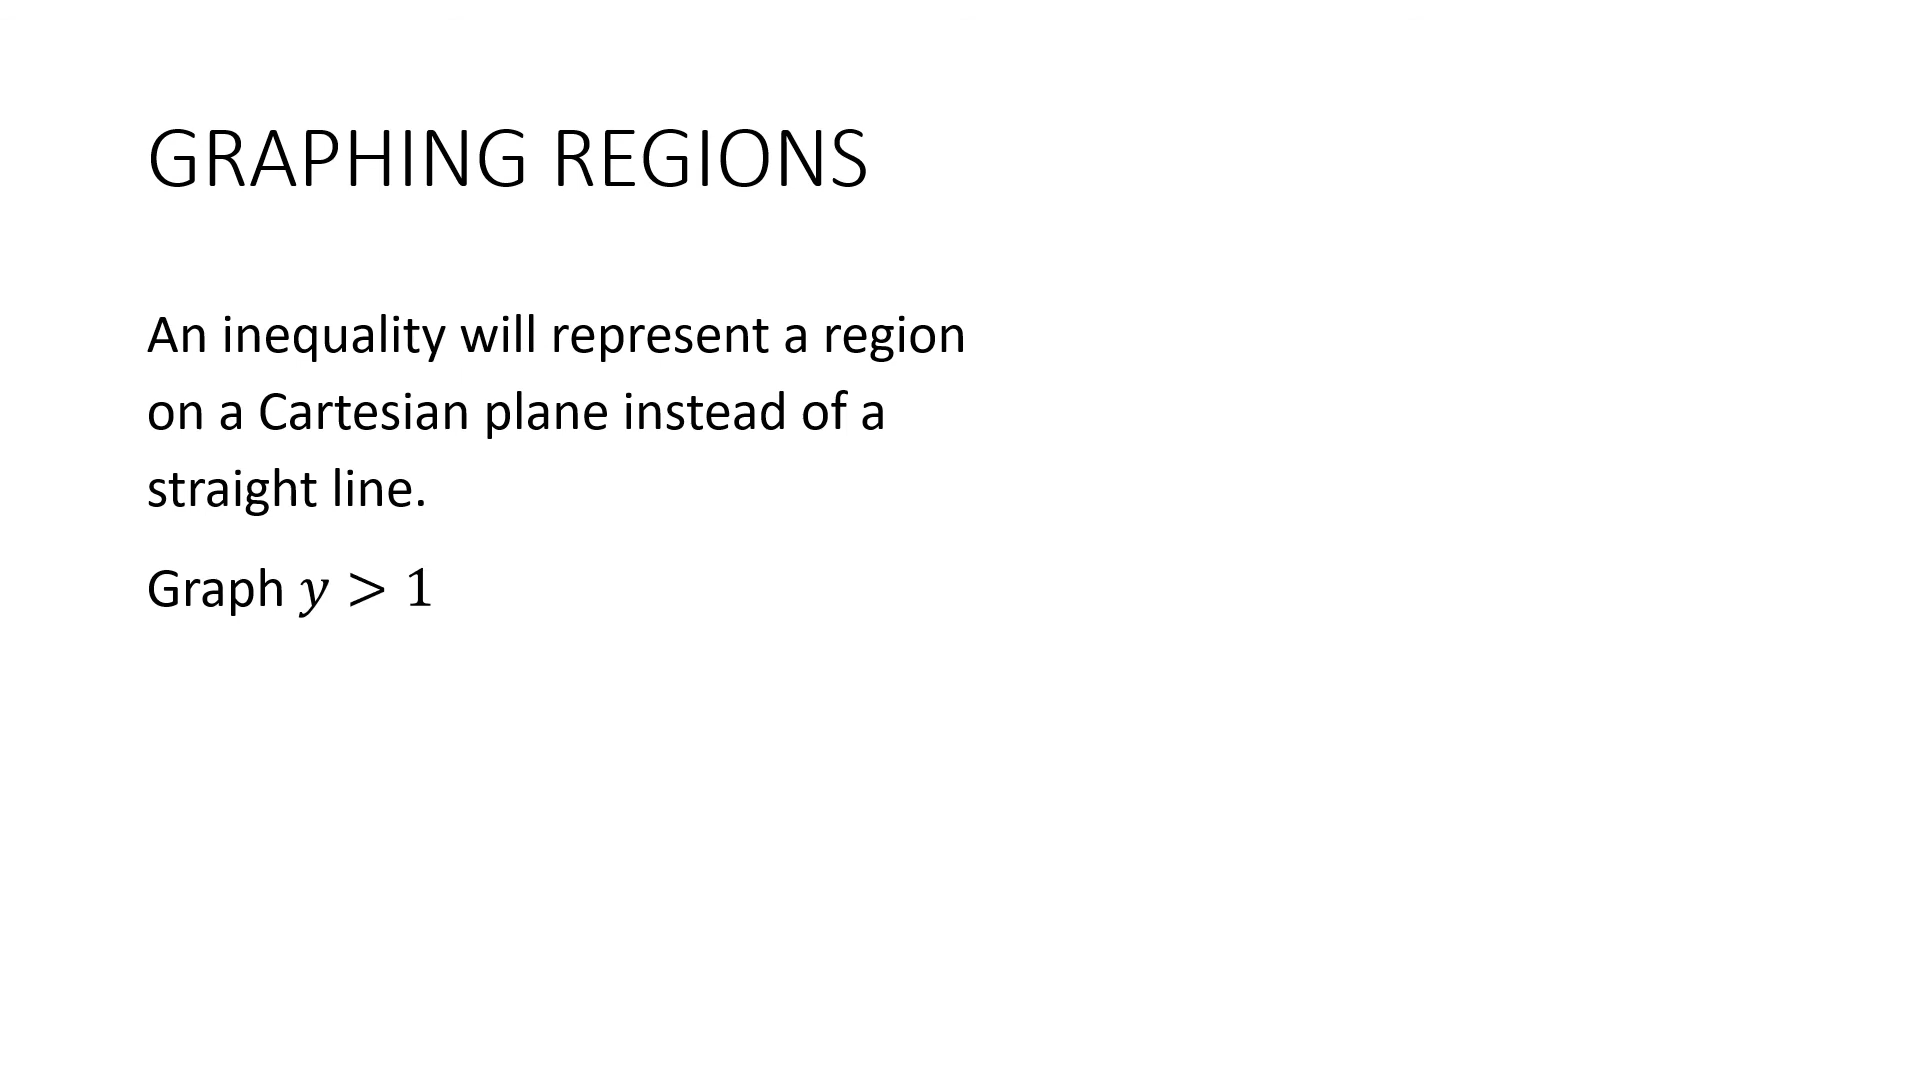 GRAPHING REGIONS
An inequality will represent a region
on a Cartesian plane instead of a
straight line.
Graph 𝑦 > 1